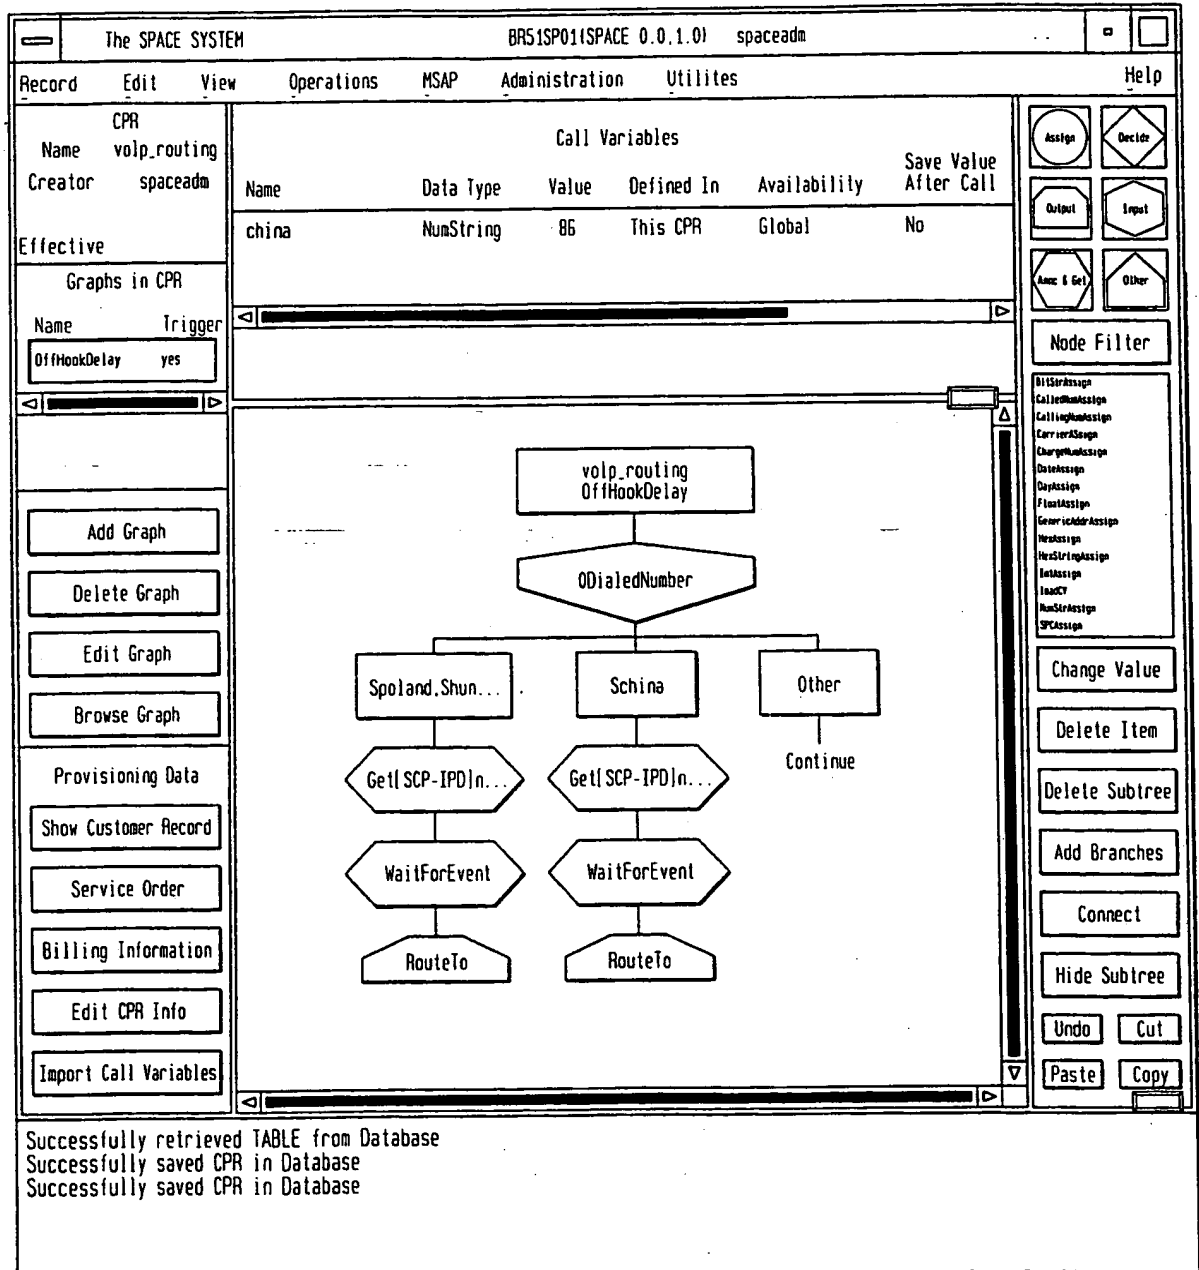 The SPACE SYSTEM BR51SP01(SPACE 0.0,1.0) spaceadm
Record Edit View Operations MSAP Administration Utilites Help
CPR
Name volp_routing
Creator spaceadm
Effective
Graphs in CPR
Name Trigger
OffHookDelay yes
Add Graph
Delete Graph
Edit Graph
Browse Graph
Provisioning Data
Show Customer Record
Service Order
Billing Information
Edit CPR Info
Import Call Variables
Call Variables
Name Data Type Value Defined In Availability Save Value After Call
china NumString 86 This CPR Global No
volp_routing
OffHookDelay
ODialedNumber
Spoland,Shun... Schina Other
Get[SCP-IPD]n... Get[SCP-IPD]n... Continue
WaitForEvent WaitForEvent
RouteTo RouteTo
Assign Decide
Output Input
Annc & Get Other
Node Filter
BitStrAssign
CalledNumAssign
CallingNumAssign
CarrierASsign
ChargeNumAssign
DateAssign
DayAssign
FloatAssign
GenericAddrAssign
HexAssign
HexStringAssign
IntAssign
loadCY
NumStrAssign
SPCAssign
Change Value
Delete Item
Delete Subtree
Add Branches
Connect
Hide Subtree
Undo Cut
Paste Copy
Successfully retrieved TABLE from Database
Successfully saved CPR in Database
Successfully saved CPR in Database